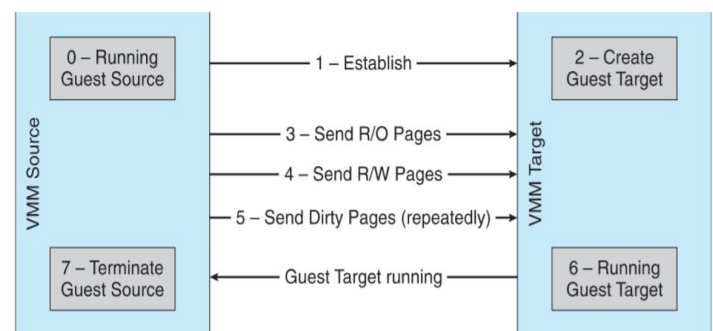 0 – Running
Guest Source
1 – Establish
2 – Create
Guest Target
VMM Source
3 – Send R/O Pages
4 – Send R/W Pages
5 – Send Dirty Pages (repeatedly)
VMM Target
7 – Terminate
Guest Source
Guest Target running
6 – Running
Guest Target